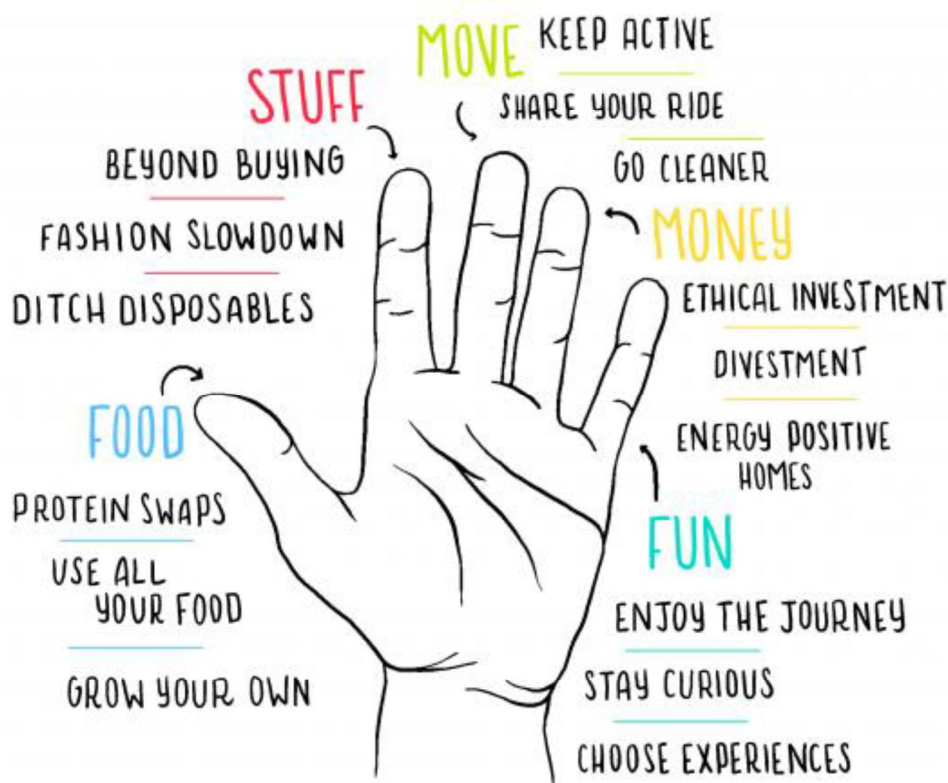 MOVE
KEEP ACTIVE
SHARE YOUR RIDE
GO CLEANER
STUFF
BEYOND BUYING
FASHION SLOWDOWN
DITCH DISPOSABLES
MONEY
ETHICAL INVESTMENT
DIVESTMENT
ENERGY POSITIVE
HOMES
FOOD
PROTEIN SWAPS
USE ALL
YOUR FOOD
GROW YOUR OWN
FUN
ENJOY THE JOURNEY
STAY CURIOUS
CHOOSE EXPERIENCES